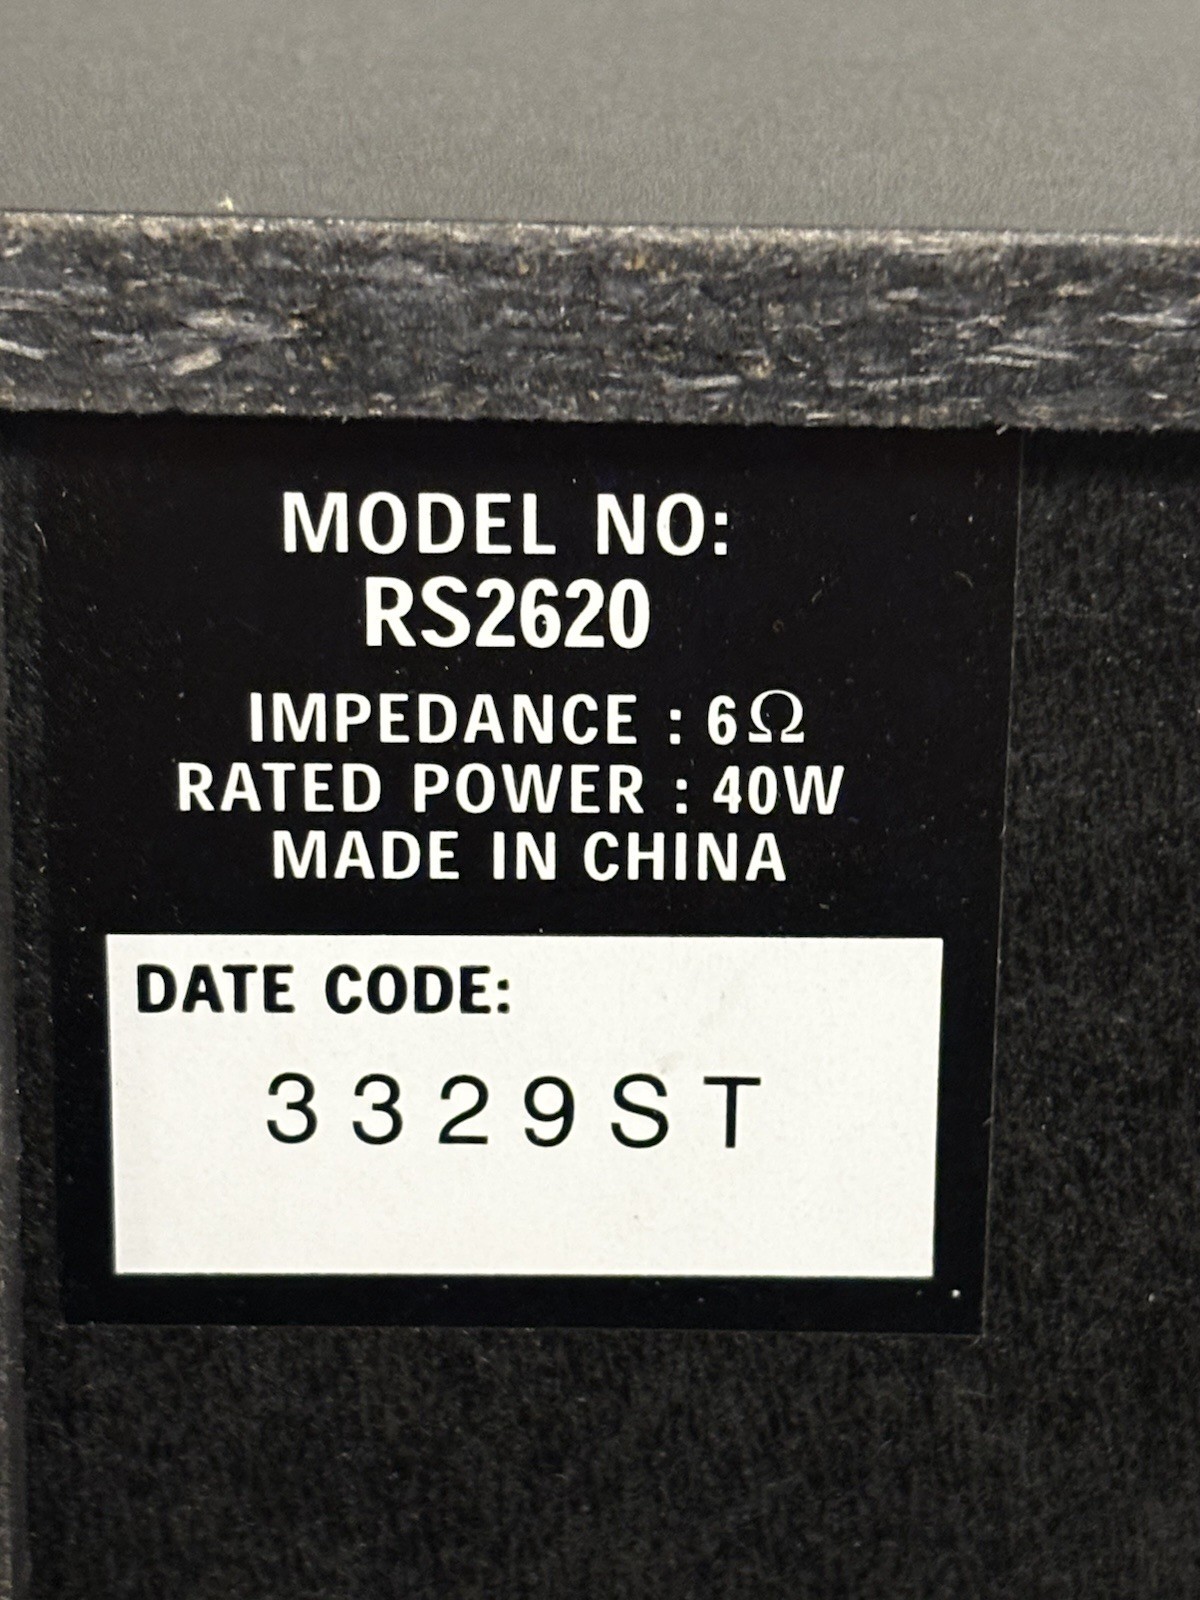 MODEL NO:
RS2620
IMPEDANCE : 6Ω
RATED POWER : 40W
MADE IN CHINA
DATE CODE:
3329ST